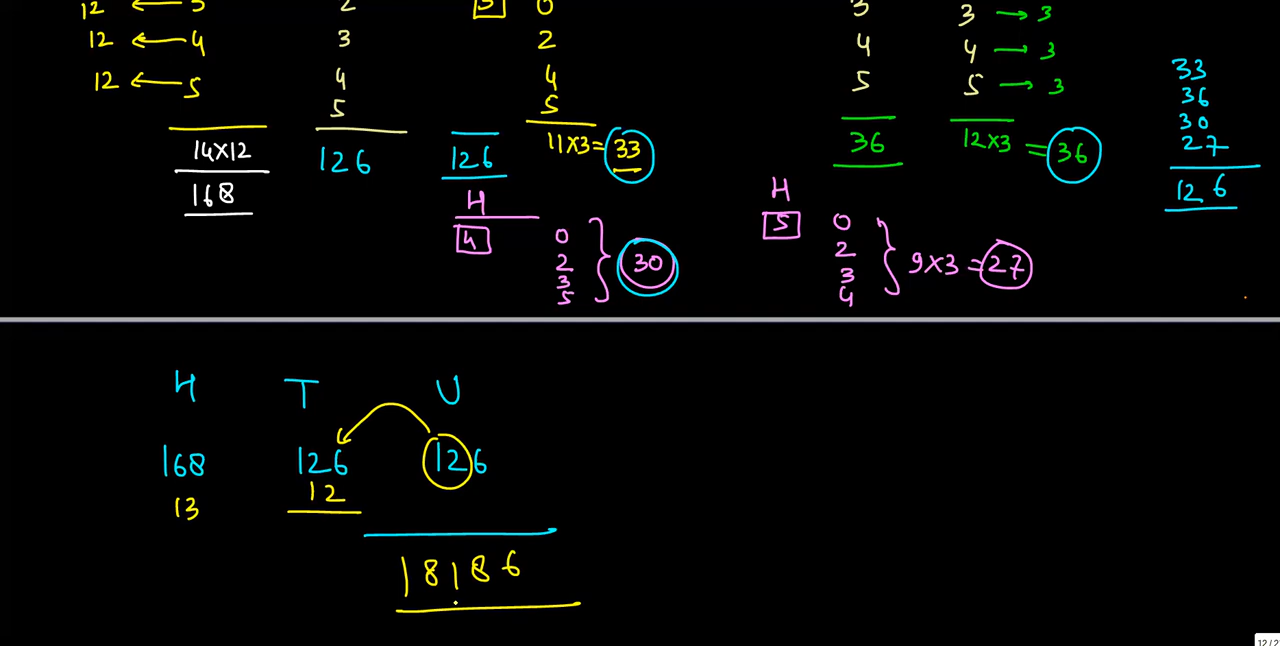 12 ← 3 2 3 0 3 3 → 3
12 ← 4 3 2 4 4 → 3
12 ← 5 4 4 5 5 → 3 33
5 5 36
14×12 126 126 11×3= 33 36 12×3 = 36 30
168 H H 27
4 0 5 0 126
2 2
3 } 30 3 } 9×3 = 27
5 4
H T U
168 126 126
13 12
18186
12/2